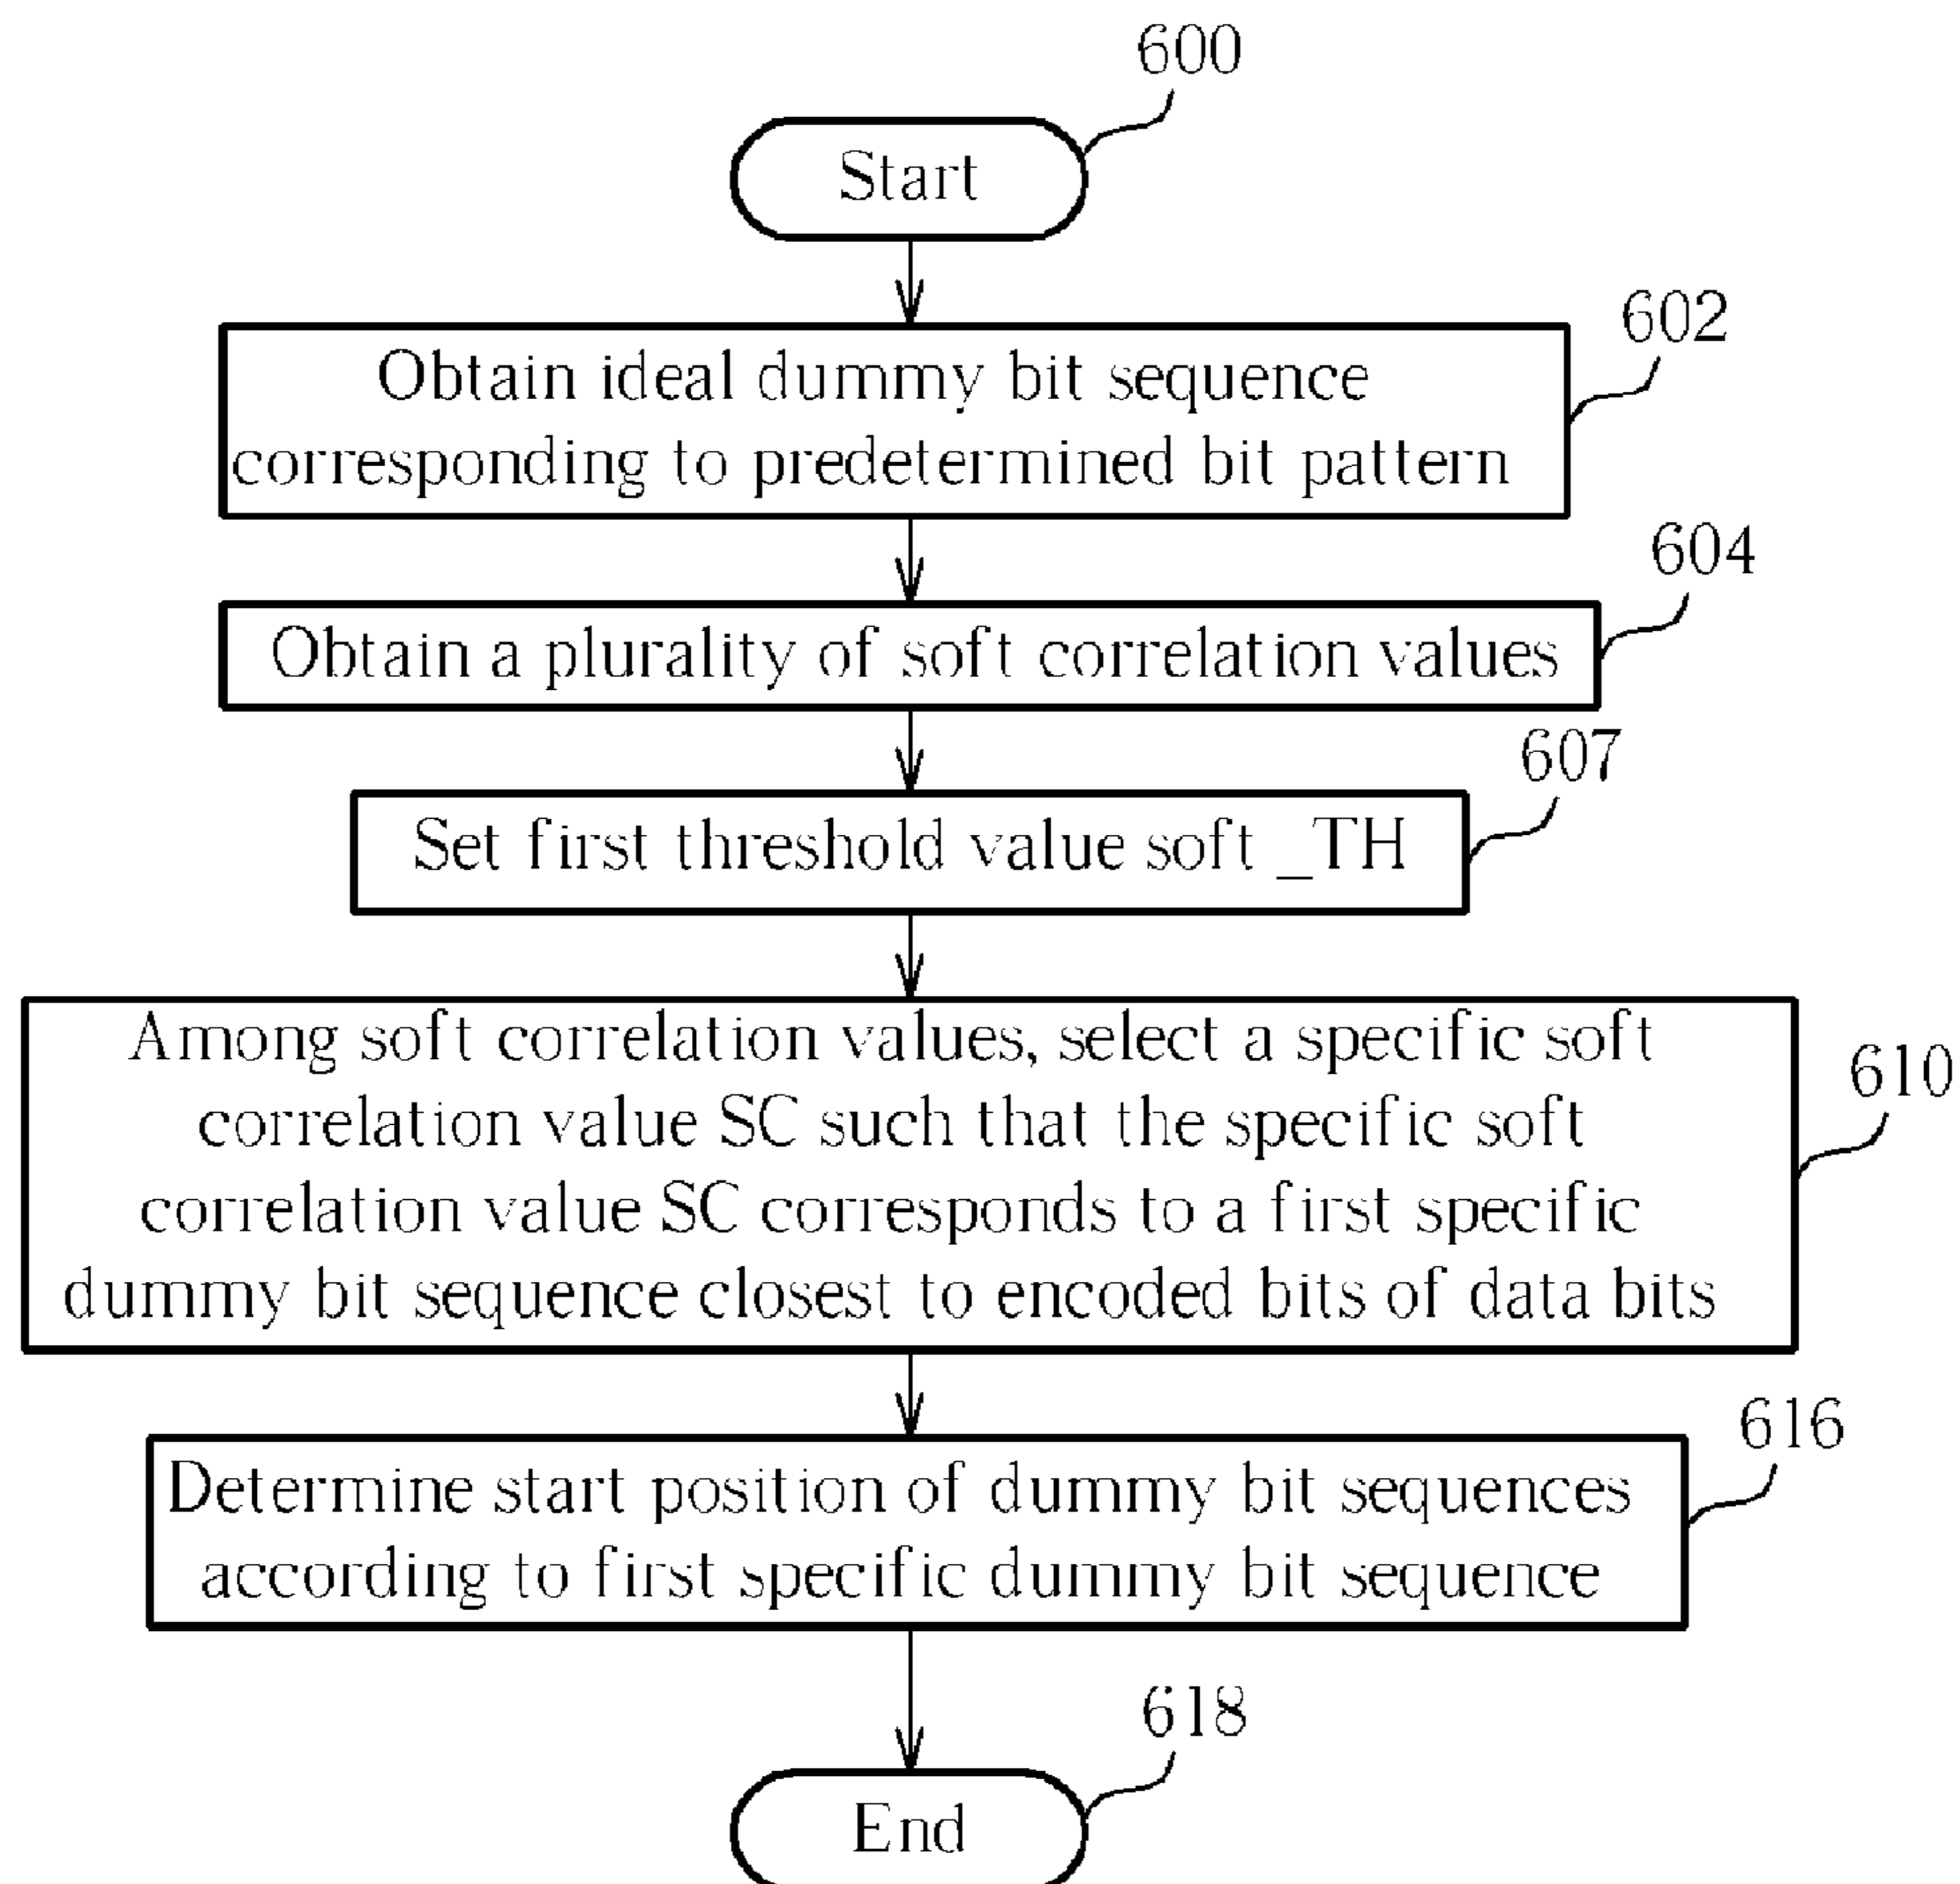 600
Start
602
Obtain ideal dummy bit sequence
corresponding to predetermined bit pattern
604
Obtain a plurality of soft correlation values
607
Set first threshold value soft _TH
610
Among soft correlation values, select a specific soft
correlation value SC such that the specific soft
correlation value SC corresponds to a first specific
dummy bit sequence closest to encoded bits of data bits
616
Determine start position of dummy bit sequences
according to first specific dummy bit sequence
618
End